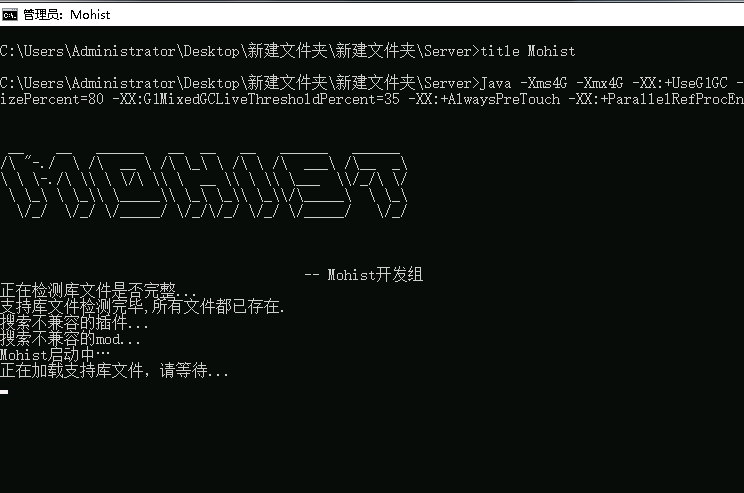 管理员: Mohist
C:\Users\Administrator\Desktop\新建文件夹\新建文件夹\Server>title Mohist
C:\Users\Administrator\Desktop\新建文件夹\新建文件夹\Server>Java -Xms4G -Xmx4G -XX:+UseG1GC -
izePercent=80 -XX:G1MixedGCLiveThresholdPercent=35 -XX:+AlwaysPreTouch -XX:+ParallelRefProcEn
MOHIST
-- Mohist开发组
正在检测库文件是否完整...
支持库文件检测完毕,所有文件都已存在.
搜索不兼容的插件...
搜索不兼容的mod...
Mohist启动中…
正在加载支持库文件, 请等待...